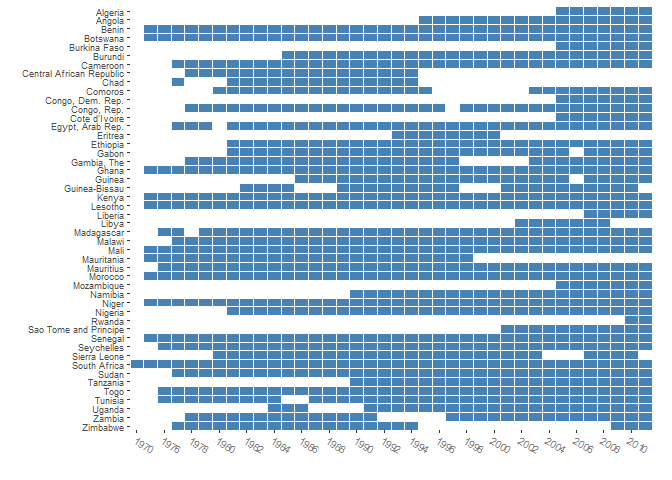 Algeria
Angola
Benin
Botswana
Burkina Faso
Burundi
Cameroon
Central African Republic
Chad
Comoros
Congo, Dem. Rep.
Congo, Rep.
Cote d'Ivoire
Egypt, Arab Rep.
Eritrea
Ethiopia
Gabon
Gambia, The
Ghana
Guinea
Guinea-Bissau
Kenya
Lesotho
Liberia
Libya
Madagascar
Malawi
Mali
Mauritania
Mauritius
Morocco
Mozambique
Namibia
Niger
Nigeria
Rwanda
Sao Tome and Principe
Senegal
Seychelles
Sierra Leone
South Africa
Sudan
Tanzania
Togo
Tunisia
Uganda
Zambia
Zimbabwe
1970 1976 1978 1980 1982 1984 1986 1988 1990 1992 1994 1996 1998 2000 2002 2004 2006 2008 2010